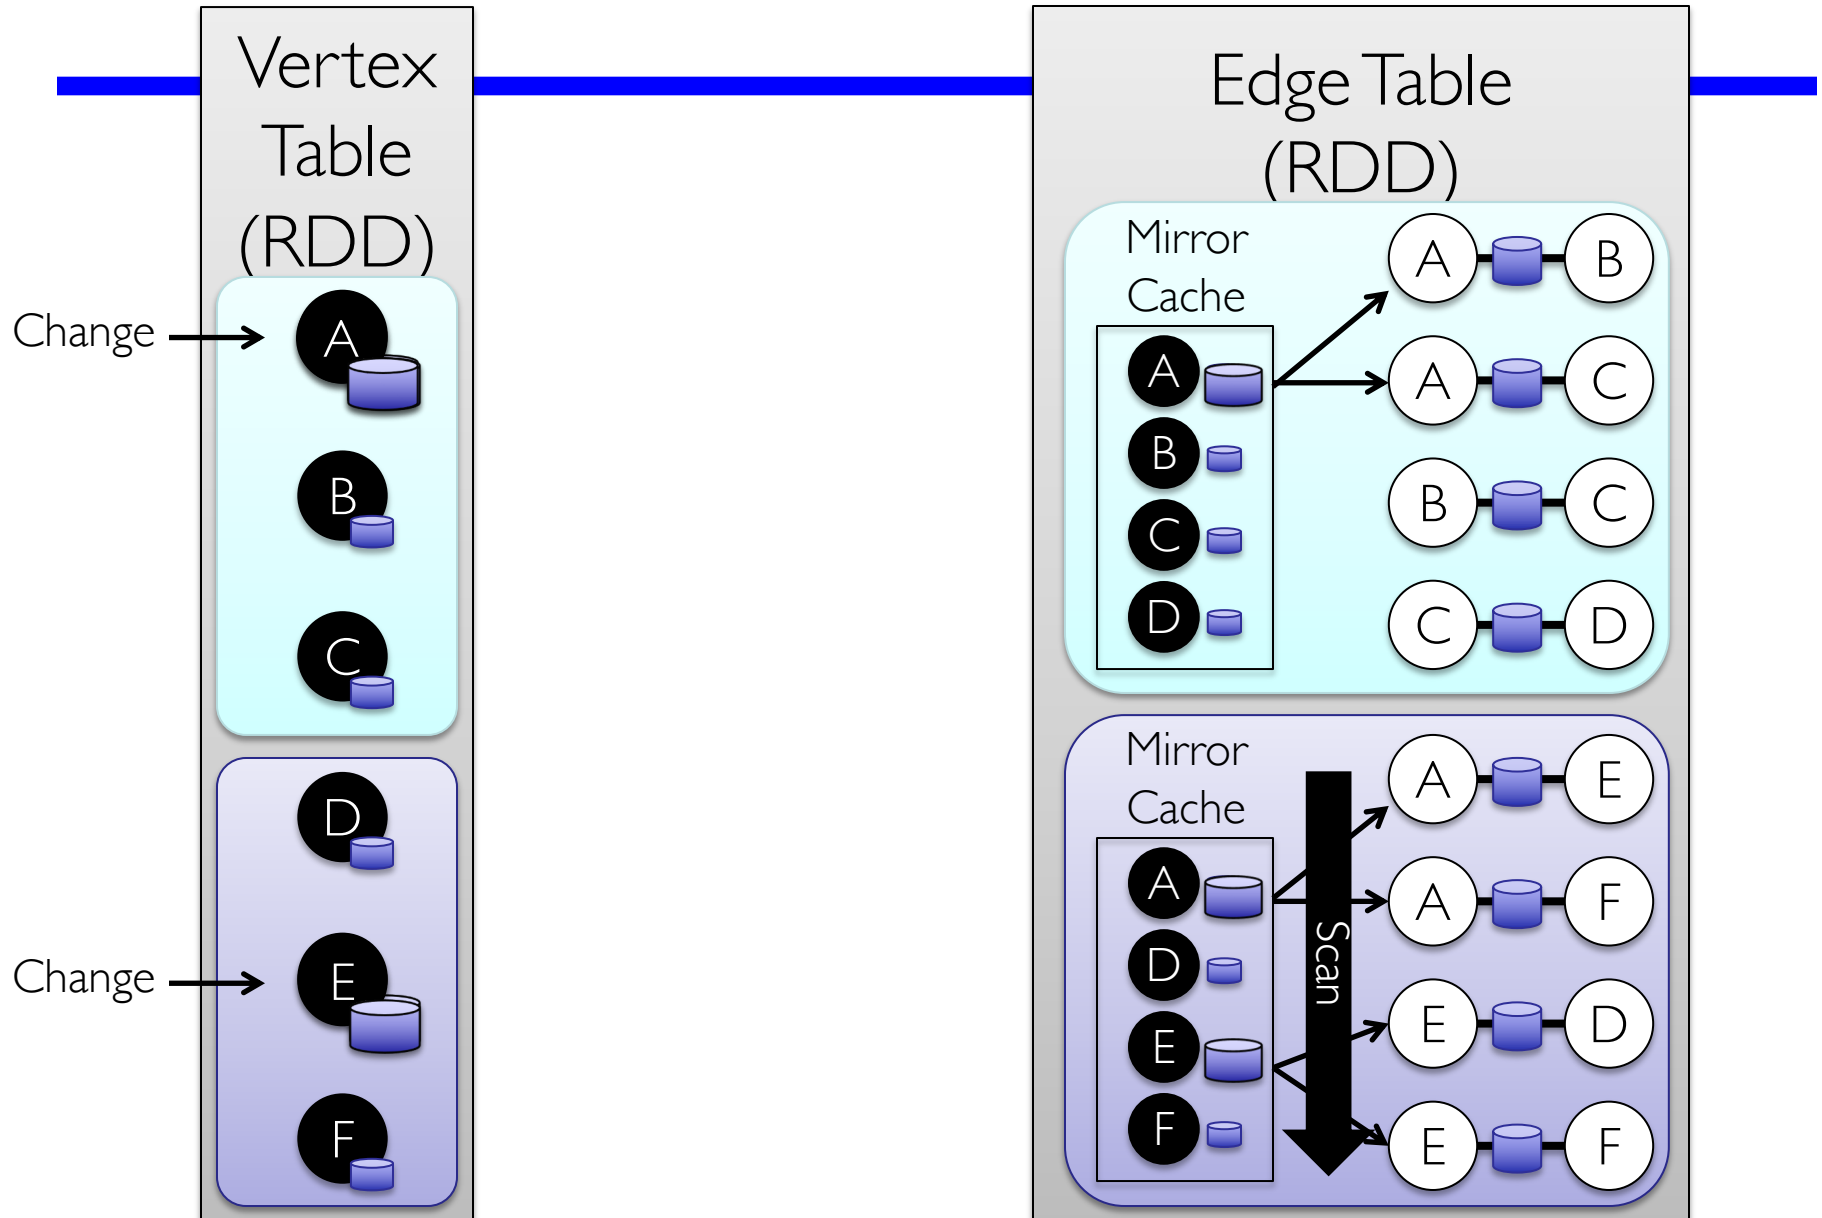 Vertex
Table
(RDD)
Change
A
B
C
D
Change
E
F
Edge Table
(RDD)
Mirror
Cache
A
B
C
D
A B
A C
B C
C D
Mirror
Cache
A
D
E
F
Scan
A E
A F
E D
E F